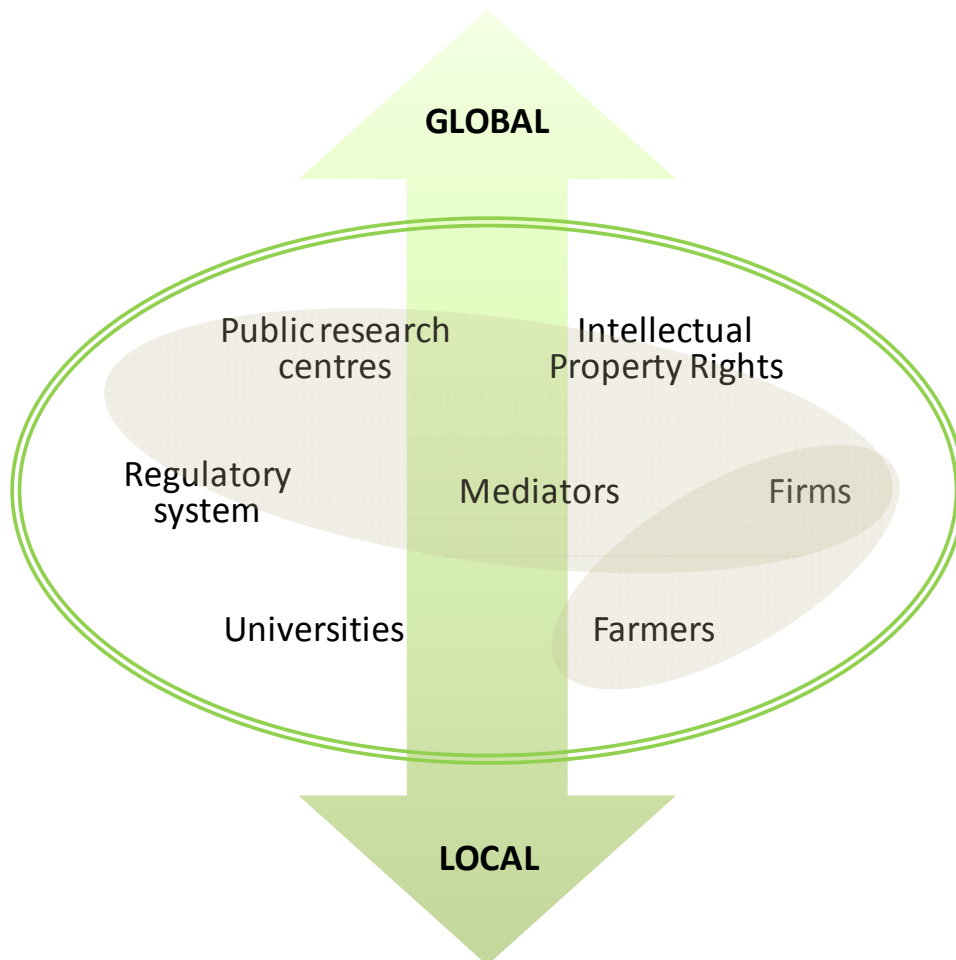 GLOBAL
Public research
centres
Intellectual
Property Rights
Regulatory
system
Mediators
Firms
Universities
Farmers
LOCAL